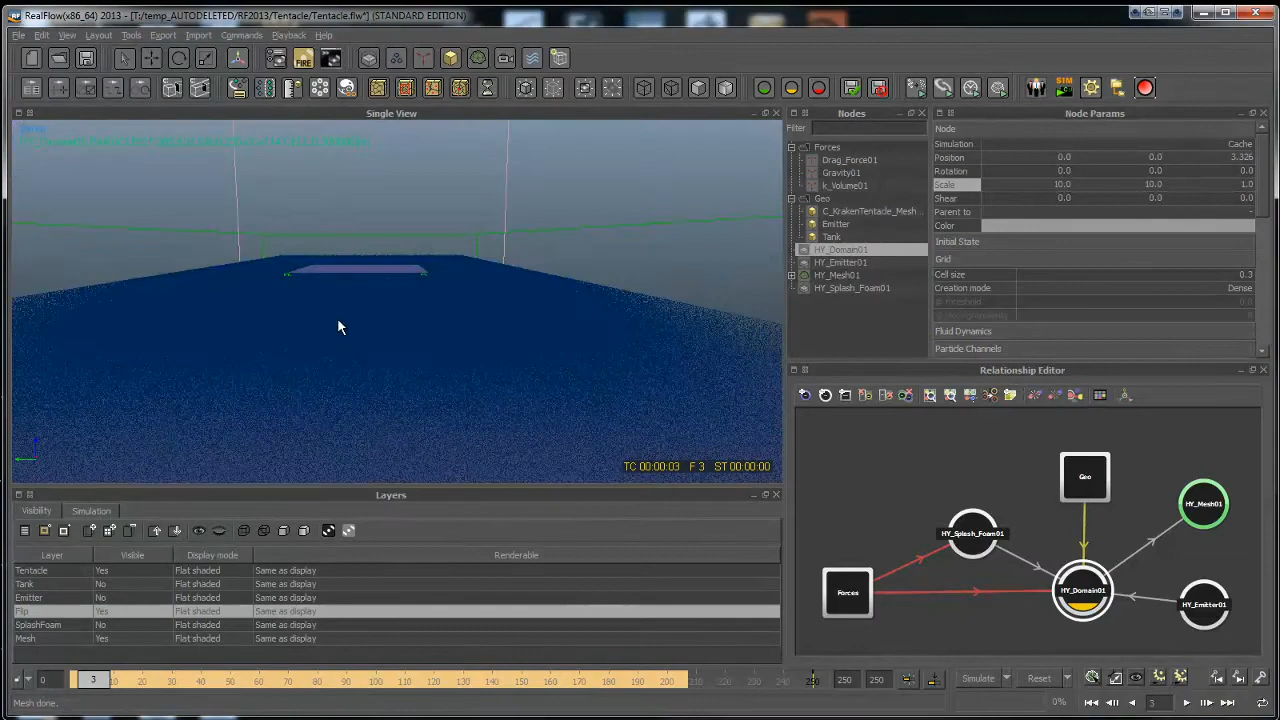 RealFlow(x86_64) 2013 - [T:/temp_AUTODELETED/RF2013/Tentacle/Tentacle.flw*] (STANDARD EDITION)
File Edit View Layout Tools Export Import Commands Playback Help
FIRE
SIM
Single View
TC 00:00:03 F 3 ST 00:00:00
Nodes
Filter
Forces
Drag_Force01
Gravity01
k_Volume01
Geo
C_KrakenTentacle_Mesh...
Emitter
Tank
HY_Domain01
HY_Emitter01
HY_Mesh01
HY_Splash_Foam01
Node Params
Node
Simulation Cache
Position 0.0 0.0 3.326
Rotation 0.0 0.0 0.0
Scale 10.0 10.0 1.0
Shear 0.0 0.0 0.0
Parent to -
Color
Initial State
Grid
Cell size 0.3
Creation mode Dense
Fluid Dynamics
Particle Channels
Relationship Editor
Geo
HY_Mesh01
HY_Splash_Foam01
Forces
HY_Domain01
HY_Emitter01
Layers
Visibility Simulation
Layer Visible Display mode Renderable
Tentacle Yes Flat shaded Same as display
Tank No Flat shaded Same as display
Emitter No Flat shaded Same as display
Flip Yes Flat shaded Same as display
SplashFoam No Flat shaded Same as display
Mesh Yes Flat shaded Same as display
0 3 10 20 30 40 50 60 70 80 90 100 110 120 130 140 150 160 170 180 190 200 210 220 230 240 250 250 250
Simulate Reset
Mesh done.
0% 3